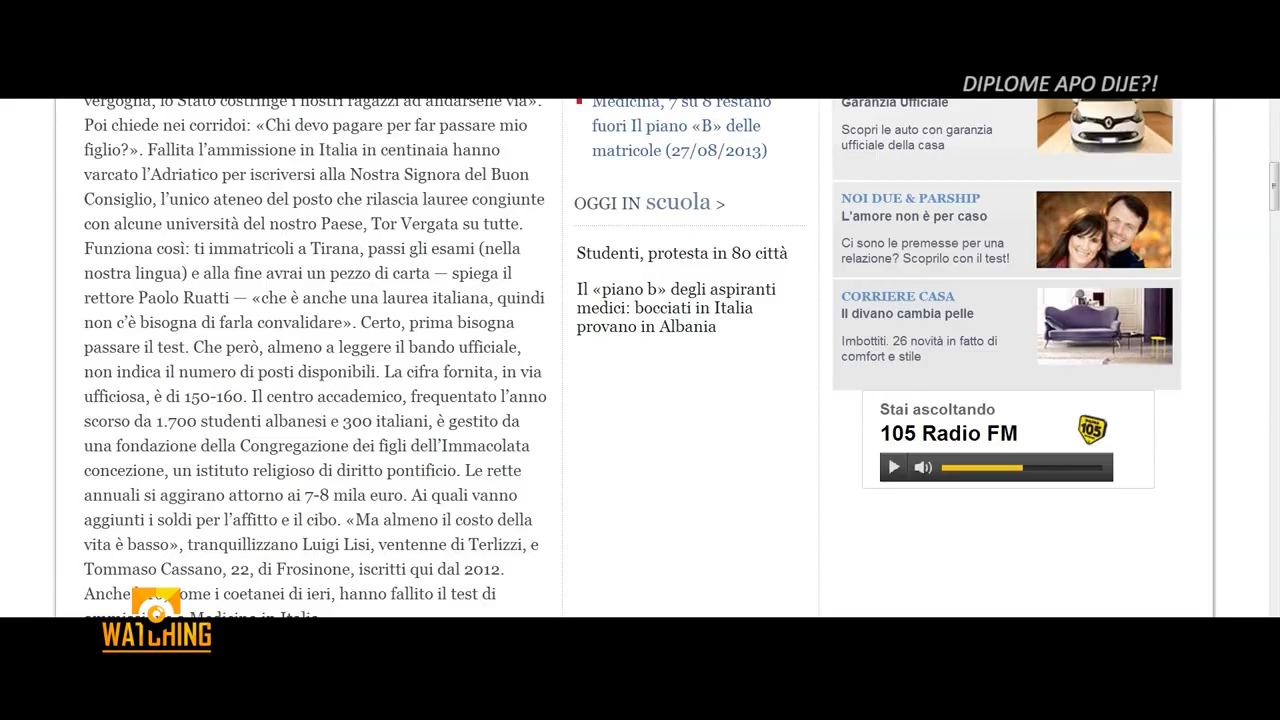 DIPLOME APO DIJE?!
vergogna, lo Stato costringe i nostri ragazzi ad andarsene via».
Poi chiede nei corridoi: «Chi devo pagare per far passare mio
figlio?». Fallita l'ammissione in Italia in centinaia hanno
varcato l'Adriatico per iscriversi alla Nostra Signora del Buon
Consiglio, l'unico ateneo del posto che rilascia lauree congiunte
con alcune università del nostro Paese, Tor Vergata su tutte.
Funziona così: ti immatricoli a Tirana, passi gli esami (nella
nostra lingua) e alla fine avrai un pezzo di carta — spiega il
rettore Paolo Ruatti — «che è anche una laurea italiana, quindi
non c'è bisogna di farla convalidare». Certo, prima bisogna
passare il test. Che però, almeno a leggere il bando ufficiale,
non indica il numero di posti disponibili. La cifra fornita, in via
ufficiosa, è di 150-160. Il centro accademico, frequentato l'anno
scorso da 1.700 studenti albanesi e 300 italiani, è gestito da
una fondazione della Congregazione dei figli dell'Immacolata
concezione, un istituto religioso di diritto pontificio. Le rette
annuali si aggirano attorno ai 7-8 mila euro. Ai quali vanno
aggiunti i soldi per l'affitto e il cibo. «Ma almeno il costo della
vita è basso», tranquillizzano Luigi Lisi, ventenne di Terlizzi, e
Tommaso Cassano, 22, di Frosinone, iscritti qui dal 2012.
Anche come i coetanei di ieri, hanno fallito il test di
Medicina in Italia
Medicina, 7 su 8 restano
fuori Il piano «B» delle
matricole (27/08/2013)
OGGI IN scuola >
Studenti, protesta in 80 città
Il «piano b» degli aspiranti
medici: bocciati in Italia
provano in Albania
Garanzia Ufficiale
Scopri le auto con garanzia
ufficiale della casa
NOI DUE & PARSHIP
L'amore non è per caso
Ci sono le premesse per una
relazione? Scoprilo con il test!
CORRIERE CASA
Il divano cambia pelle
Imbottiti. 26 novità in fatto di
comfort e stile
Stai ascoltando
105 Radio FM
105
WATCHING